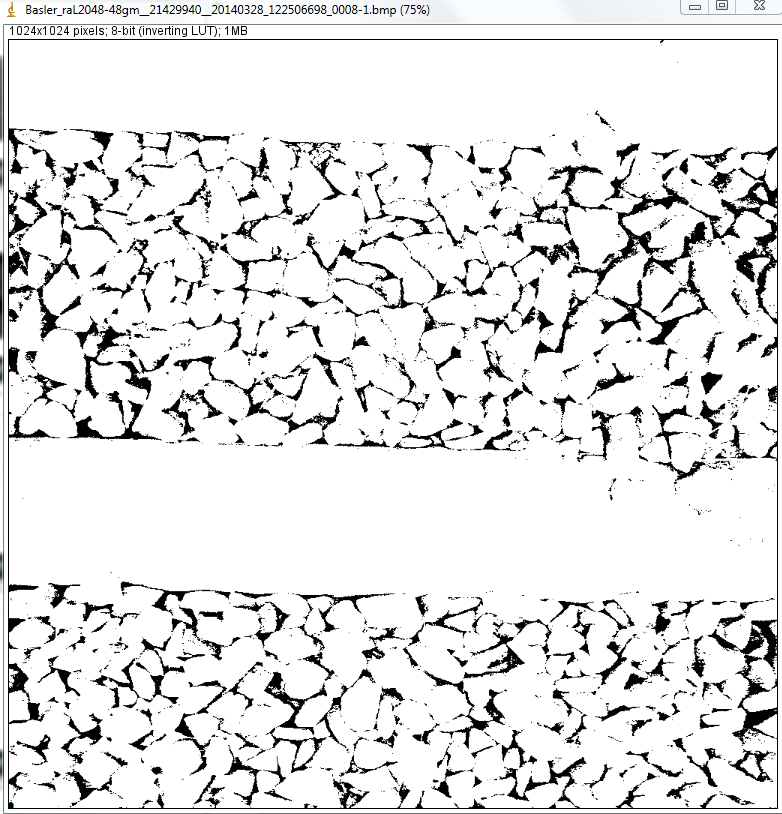 Basler_raL2048-48gm__21429940__20140328_122506698_0008-1.bmp (75%)
1024x1024 pixels; 8-bit (inverting LUT); 1MB